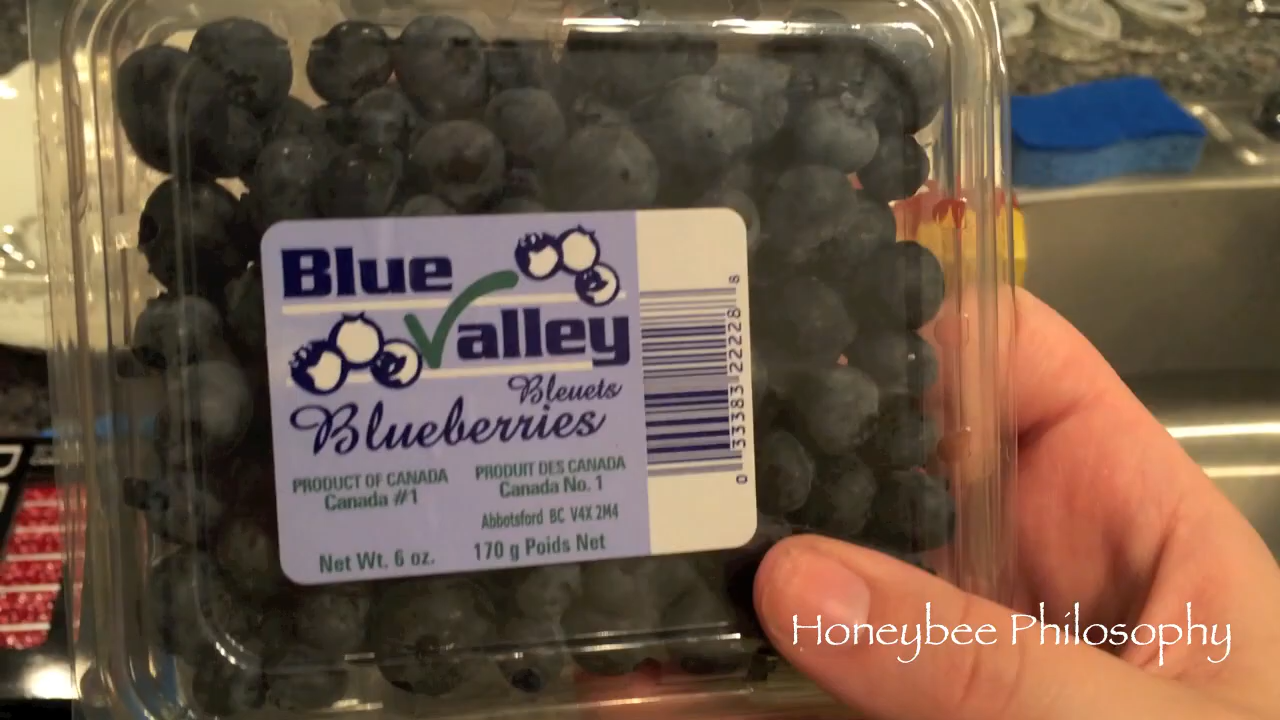 Blue
Valley
Bleuets
Blueberries
PRODUCT OF CANADA
Canada #1
PRODUIT DES CANADA
Canada No. 1
Abbotsford BC V4X 2M4
Net Wt. 6 oz.
170 g Poids Net
0 33383 22228 8
Honeybee Philosophy